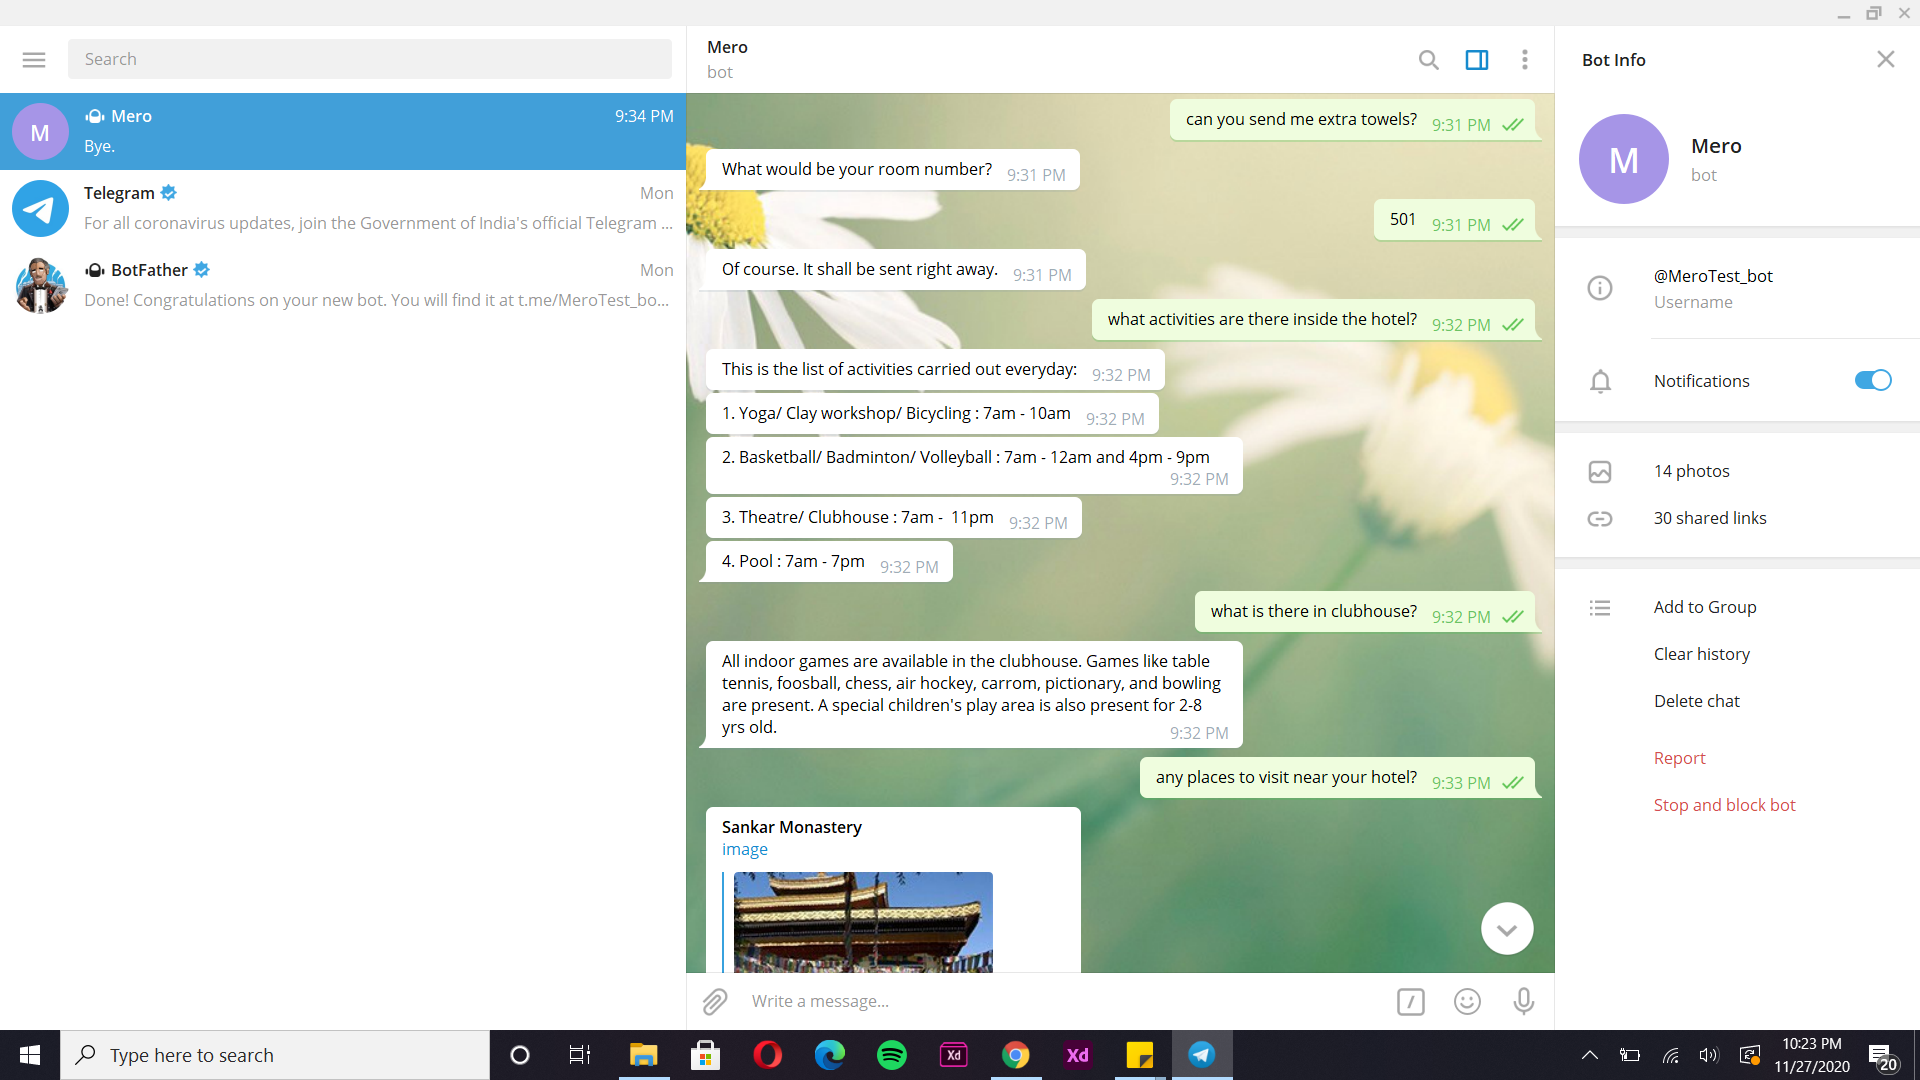 Search
M
Mero
9:34 PM
Bye.
Telegram
Mon
For all coronavirus updates, join the Government of India's official Telegram ...
BotFather
Mon
Done! Congratulations on your new bot. You will find it at t.me/MeroTest_bo...
Mero
bot
can you send me extra towels? 9:31 PM
What would be your room number? 9:31 PM
501 9:31 PM
Of course. It shall be sent right away. 9:31 PM
what activities are there inside the hotel? 9:32 PM
This is the list of activities carried out everyday: 9:32 PM
1. Yoga/ Clay workshop/ Bicycling : 7am - 10am 9:32 PM
2. Basketball/ Badminton/ Volleyball : 7am - 12am and 4pm - 9pm
9:32 PM
3. Theatre/ Clubhouse : 7am -  11pm 9:32 PM
4. Pool : 7am - 7pm 9:32 PM
what is there in clubhouse? 9:32 PM
All indoor games are available in the clubhouse. Games like table
tennis, foosball, chess, air hockey, carrom, pictionary, and bowling
are present. A special children's play area is also present for 2-8
yrs old. 9:32 PM
any places to visit near your hotel? 9:33 PM
Sankar Monastery
image
Write a message...
Bot Info
M
Mero
bot
@MeroTest_bot
Username
Notifications
14 photos
30 shared links
Add to Group
Clear history
Delete chat
Report
Stop and block bot
Type here to search
Xd
Xd
10:23 PM
11/27/2020
20